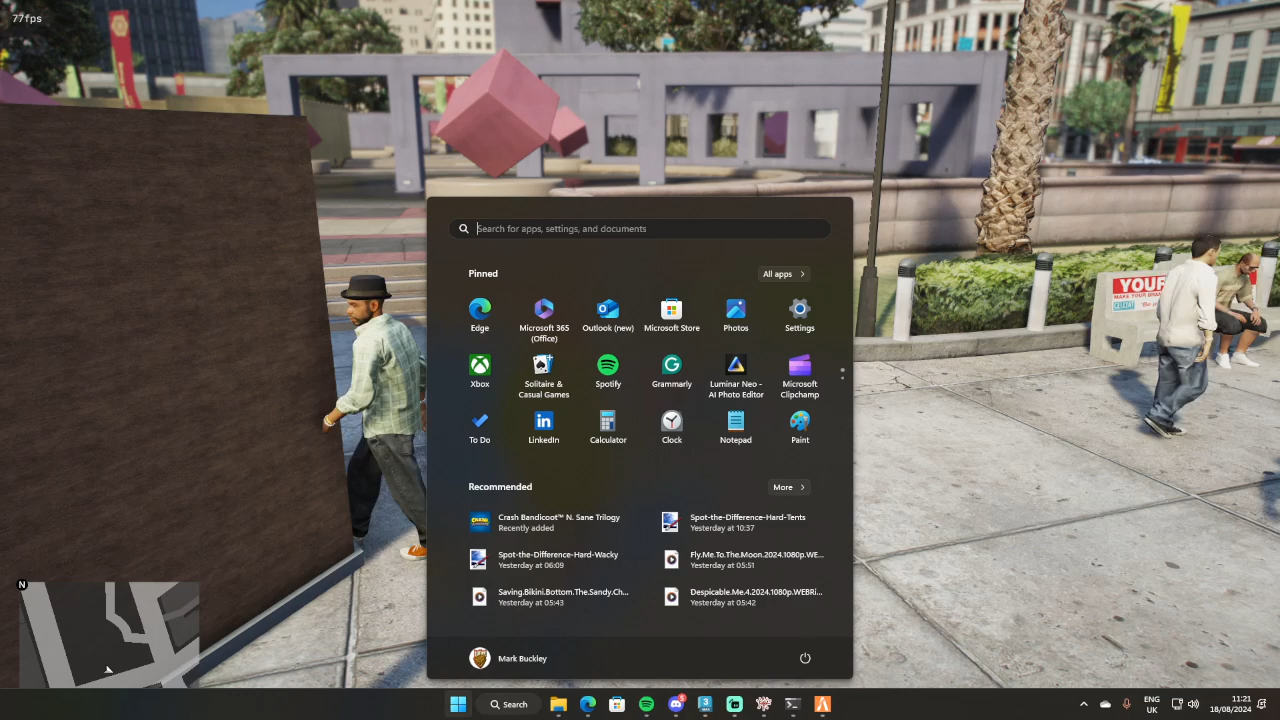 77fps
Search for apps, settings, and documents
Pinned
All apps
Edge
Microsoft 365
(Office)
Outlook (new)
Microsoft Store
Photos
Settings
Xbox
Solitaire &
Casual Games
Spotify
Grammarly
Luminar Neo -
AI Photo Editor
Microsoft
Clipchamp
To Do
LinkedIn
Calculator
Clock
Notepad
Paint
Recommended
More
Crash Bandicoot™ N. Sane Trilogy
Recently added
Spot-the-Difference-Hard-Tents
Yesterday at 10:37
Spot-the-Difference-Hard-Wacky
Yesterday at 06:09
Fly.Me.To.The.Moon.2024.1080p.WE...
Yesterday at 05:51
Saving.Bikini.Bottom.The.Sandy.Ch...
Yesterday at 05:43
Despicable.Me.4.2024.1080p.WEBRi...
Yesterday at 05:42
Mark Buckley
YOUR
MAKE YOUR BRAN
N
Search
ENG
UK
11:21
18/08/2024